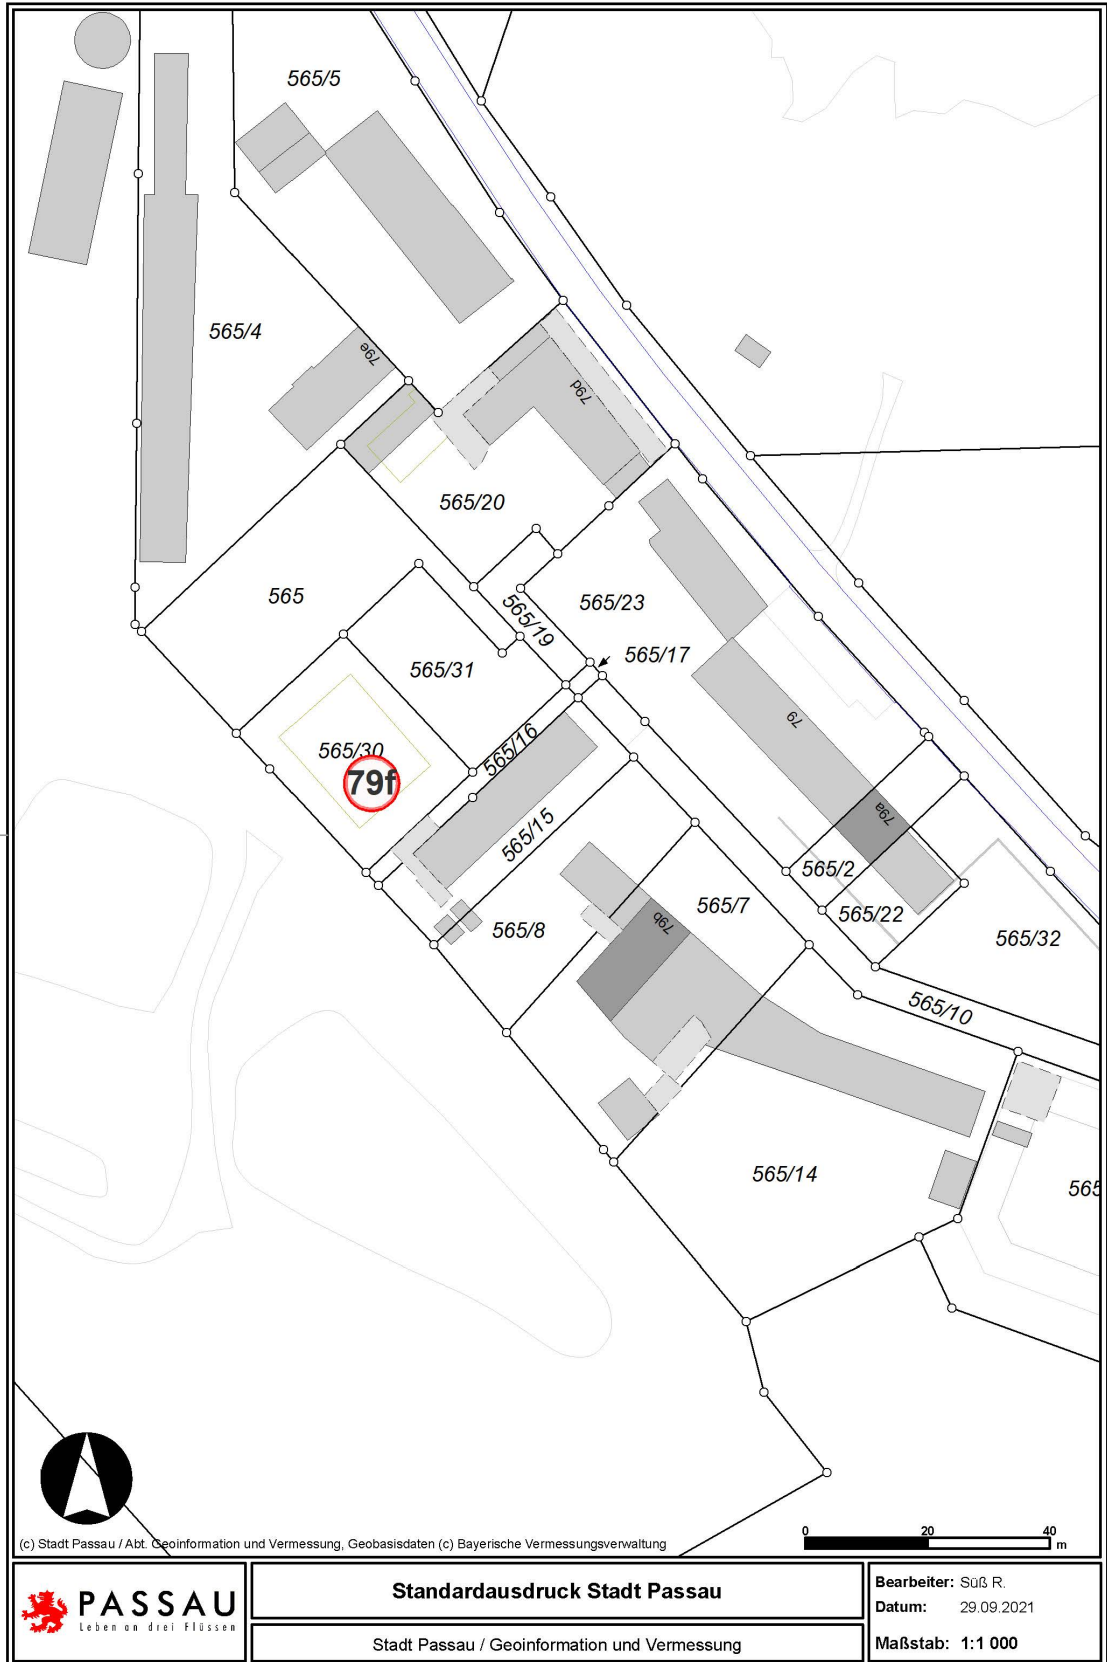 565/5
565/4
79e
79d
565/20
565
565/19
565/23
565/17
565/31
565/30
79f
565/16
79
565/15
79a
565/2
565/22
565/7
79b
565/8
565/32
565/10
565/14
565
(c) Stadt Passau / Abt. Geoinformation und Vermessung, Geobasisdaten (c) Bayerische Vermessungsverwaltung
0 20 40
m
PASSAU
Leben an drei Flüssen
Standardausdruck Stadt Passau
Stadt Passau / Geoinformation und Vermessung
Bearbeiter: Süß R.
Datum: 29.09.2021
Maßstab: 1:1 000